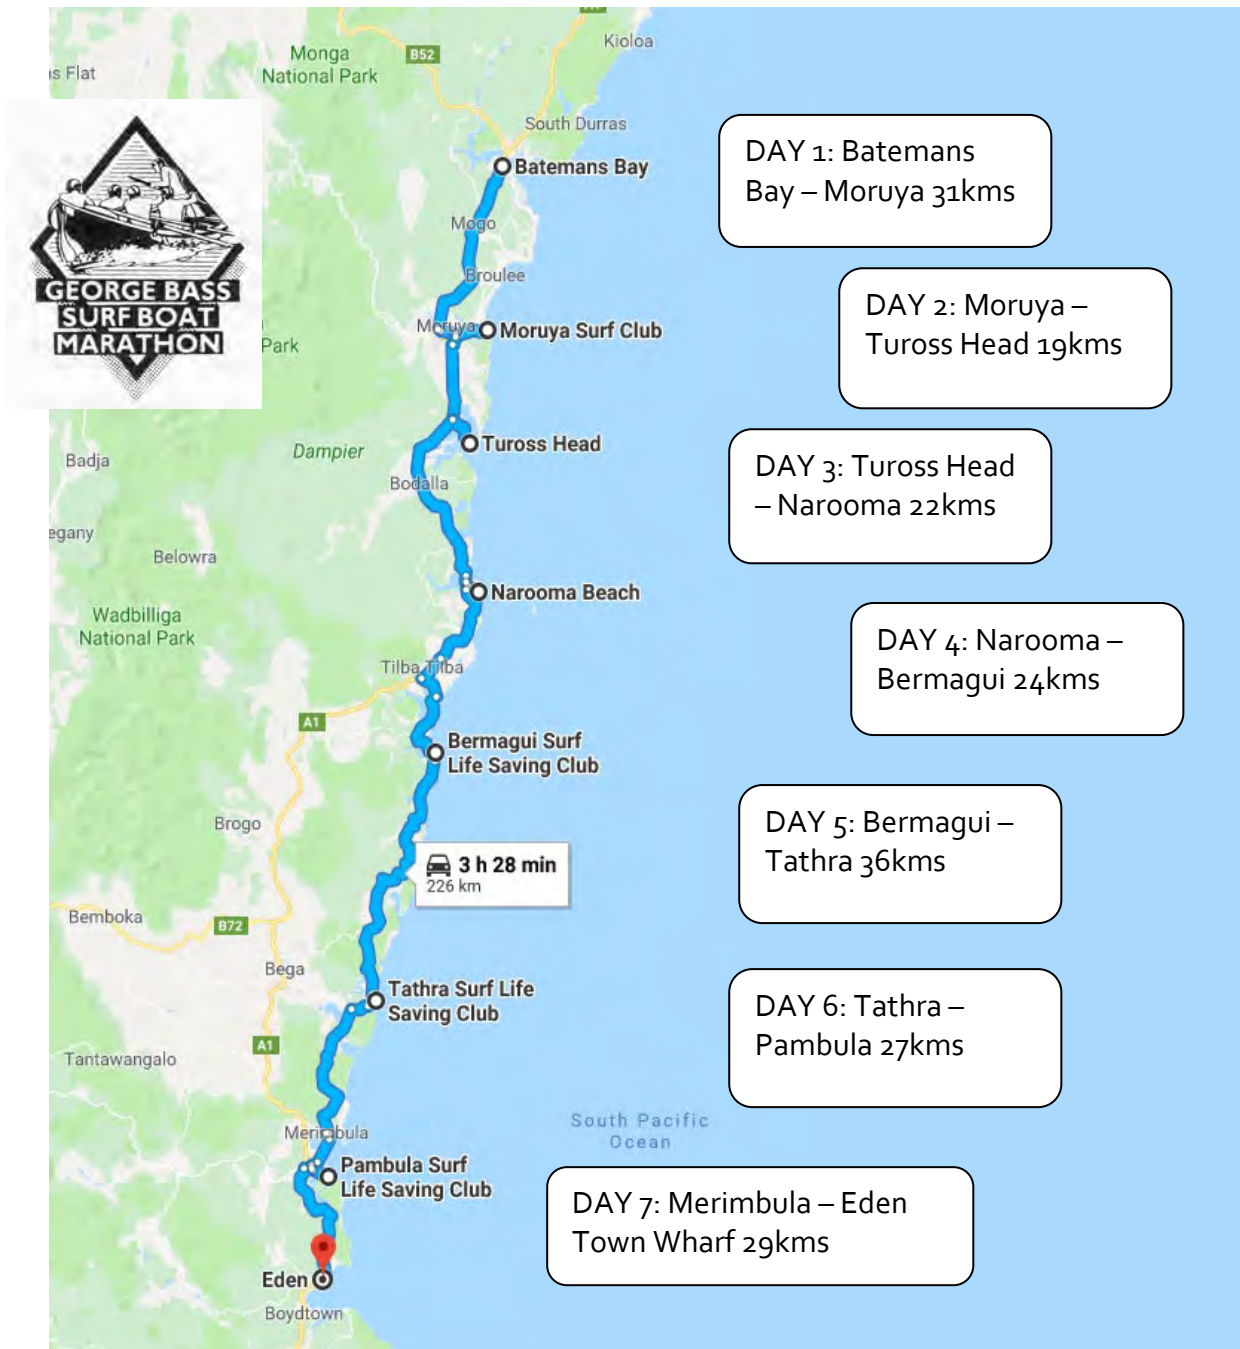 Kioloa
B52
Monga
National Park
s Flat
South Durras
Batemans Bay
GEORGE BASS
SURF BOAT
MARATHON
Mogo
Broulee
Moruya
Moruya Surf Club
Park
Tuross Head
Dampier
Badja
Bodalla
egany
Belowra
Narooma Beach
Wadbilliga
National Park
Tilba Tilba
A1
Bermagui Surf
Life Saving Club
Brogo
3 h 28 min
226 km
Bemboka
B72
Bega
Tathra Surf Life
Saving Club
A1
Tantawangalo
South Pacific
Ocean
Merimbula
Pambula Surf
Life Saving Club
Eden
Boydtown
DAY 1: Batemans
Bay – Moruya 31kms
DAY 2: Moruya –
Tuross Head 19kms
DAY 3: Tuross Head
– Narooma 22kms
DAY 4: Narooma –
Bermagui 24kms
DAY 5: Bermagui –
Tathra 36kms
DAY 6: Tathra –
Pambula 27kms
DAY 7: Merimbula – Eden
Town Wharf 29kms